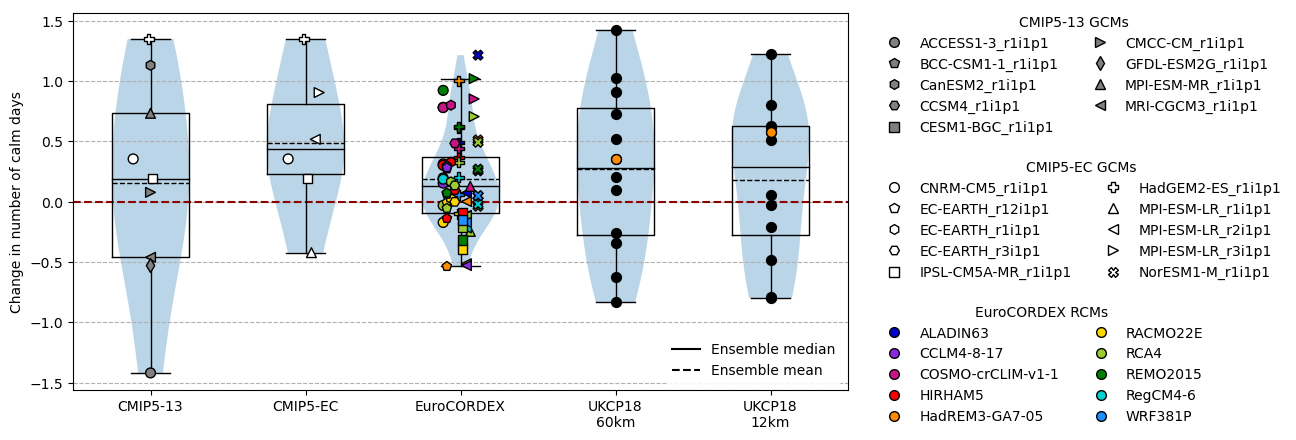 Change in number of calm days
1.5
1.0
0.5
0.0
−0.5
−1.0
−1.5
Ensemble median
Ensemble mean
CMIP5-13
CMIP5-EC
EuroCORDEX
UKCP18
60km
UKCP18
12km
CMIP5-13 GCMs
ACCESS1-3_r1i1p1
BCC-CSM1-1_r1i1p1
CanESM2_r1i1p1
CCSM4_r1i1p1
CESM1-BGC_r1i1p1
CMCC-CM_r1i1p1
GFDL-ESM2G_r1i1p1
MPI-ESM-MR_r1i1p1
MRI-CGCM3_r1i1p1
CMIP5-EC GCMs
CNRM-CM5_r1i1p1
EC-EARTH_r12i1p1
EC-EARTH_r1i1p1
EC-EARTH_r3i1p1
IPSL-CM5A-MR_r1i1p1
HadGEM2-ES_r1i1p1
MPI-ESM-LR_r1i1p1
MPI-ESM-LR_r2i1p1
MPI-ESM-LR_r3i1p1
NorESM1-M_r1i1p1
EuroCORDEX RCMs
ALADIN63
CCLM4-8-17
COSMO-crCLIM-v1-1
HIRHAM5
HadREM3-GA7-05
RACMO22E
RCA4
REMO2015
RegCM4-6
WRF381P